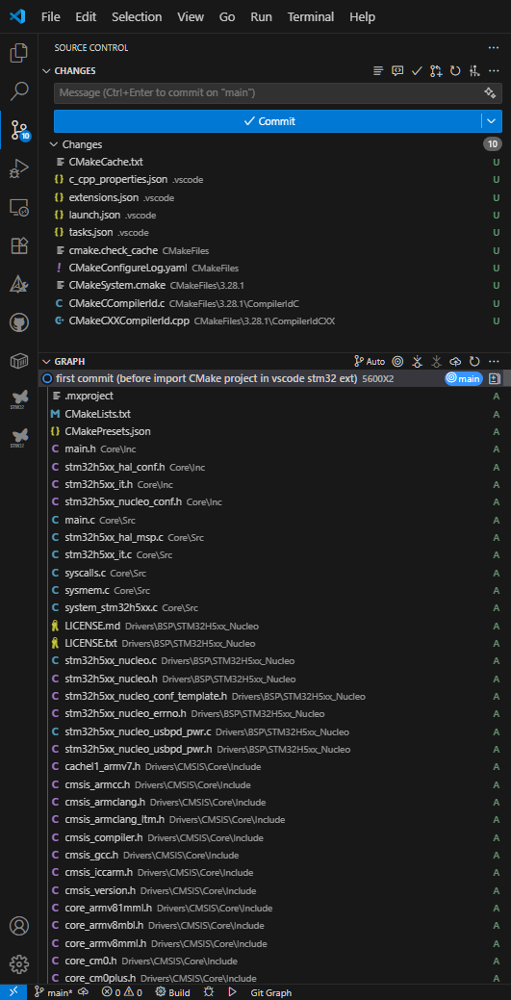 File Edit Selection View Go Run Terminal Help
SOURCE CONTROL
CHANGES
Message (Ctrl+Enter to commit on "main")
Commit
Changes 10
CMakeCache.txt U
{} c_cpp_properties.json .vscode U
{} extensions.json .vscode U
{} launch.json .vscode U
{} tasks.json .vscode U
cmake.check_cache CMakeFiles U
! CMakeConfigureLog.yaml CMakeFiles U
CMakeSystem.cmake CMakeFiles\3.28.1 U
C CMakeCCompilerId.c CMakeFiles\3.28.1\CompilerIdC U
C+ CMakeCXXCompilerId.cpp CMakeFiles\3.28.1\CompilerIdCXX U
GRAPH Auto
first commit (before import CMake project in vscode stm32 ext) 5600X2 main
.mxproject A
M CMakeLists.txt A
{} CMakePresets.json A
C main.h Core\Inc A
C stm32h5xx_hal_conf.h Core\Inc A
C stm32h5xx_it.h Core\Inc A
C stm32h5xx_nucleo_conf.h Core\Inc A
C main.c Core\Src A
C stm32h5xx_hal_msp.c Core\Src A
C stm32h5xx_it.c Core\Src A
C syscalls.c Core\Src A
C sysmem.c Core\Src A
C system_stm32h5xx.c Core\Src A
LICENSE.md Drivers\BSP\STM32H5xx_Nucleo A
LICENSE.txt Drivers\BSP\STM32H5xx_Nucleo A
C stm32h5xx_nucleo.c Drivers\BSP\STM32H5xx_Nucleo A
C stm32h5xx_nucleo.h Drivers\BSP\STM32H5xx_Nucleo A
C stm32h5xx_nucleo_conf_template.h Drivers\BSP\STM32H5xx_Nucleo A
C stm32h5xx_nucleo_errno.h Drivers\BSP\STM32H5xx_Nucleo A
C stm32h5xx_nucleo_usbpd_pwr.c Drivers\BSP\STM32H5xx_Nucleo A
C stm32h5xx_nucleo_usbpd_pwr.h Drivers\BSP\STM32H5xx_Nucleo A
C cachel1_armv7.h Drivers\CMSIS\Core\Include A
C cmsis_armcc.h Drivers\CMSIS\Core\Include A
C cmsis_armclang.h Drivers\CMSIS\Core\Include A
C cmsis_armclang_ltm.h Drivers\CMSIS\Core\Include A
C cmsis_compiler.h Drivers\CMSIS\Core\Include A
C cmsis_gcc.h Drivers\CMSIS\Core\Include A
C cmsis_iccarm.h Drivers\CMSIS\Core\Include A
C cmsis_version.h Drivers\CMSIS\Core\Include A
C core_armv81mml.h Drivers\CMSIS\Core\Include A
C core_armv8mbl.h Drivers\CMSIS\Core\Include A
C core_armv8mml.h Drivers\CMSIS\Core\Include A
C core_cm0.h Drivers\CMSIS\Core\Include A
C core_cm0plus.h Drivers\CMSIS\Core\Include A
10
STM32
STM32
main* 0 0 Build Git Graph